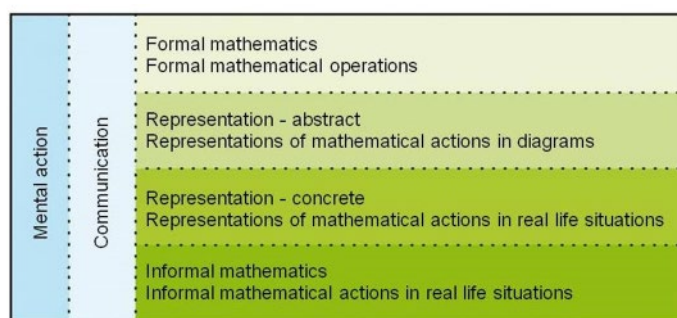 Mental action
Communication
Formal mathematics
Formal mathematical operations
Representation - abstract
Representations of mathematical actions in diagrams
Representation - concrete
Representations of mathematical actions in real life situations
Informal mathematics
Informal mathematical actions in real life situations